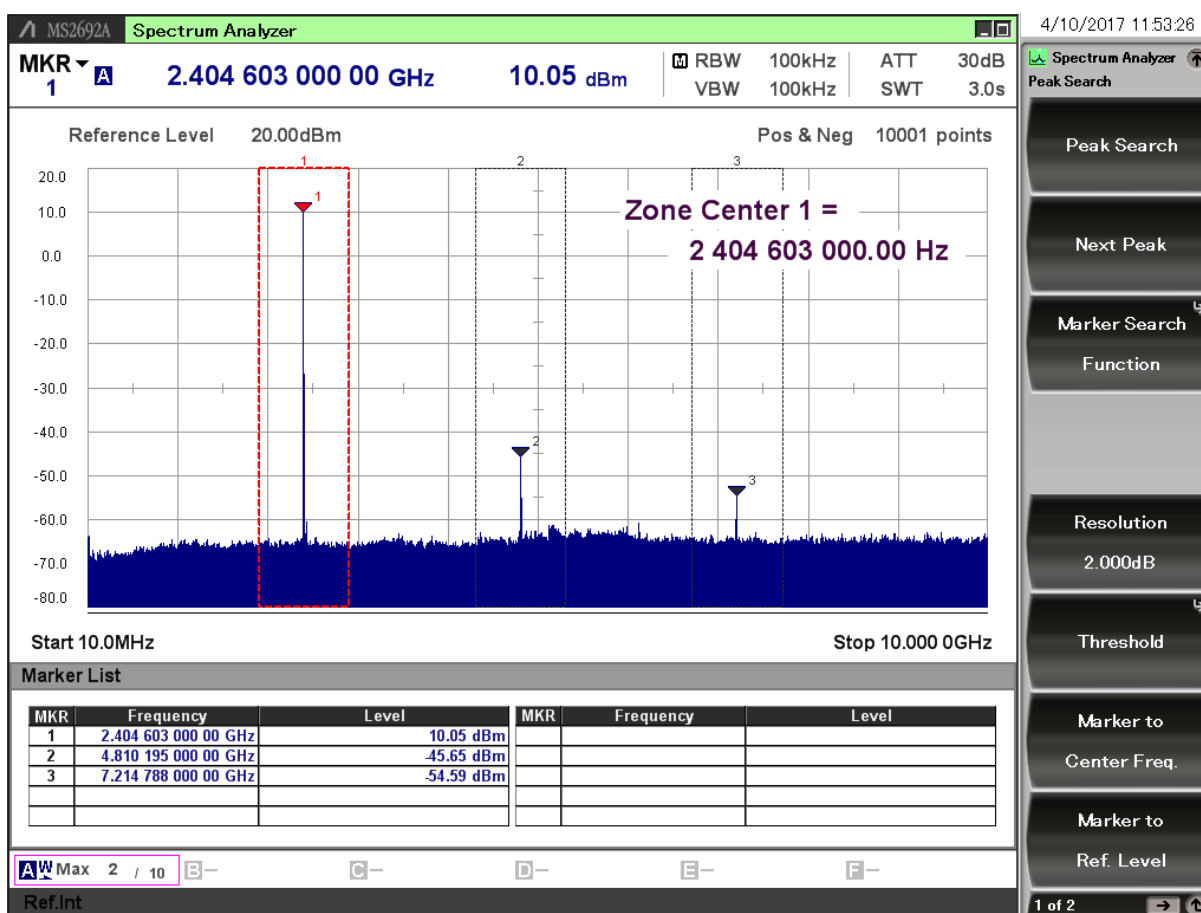 MS2692A Spectrum Analyzer
4/10/2017 11:53:26
MKR A 2.404 603 000 00 GHz 10.05 dBm M RBW 100kHz ATT 30dB
1 VBW 100kHz SWT 3.0s
Spectrum Analyzer
Peak Search
Reference Level 20.00dBm Pos & Neg 10001 points
1 2 3
20.0
10.0
0.0
-10.0
-20.0
-30.0
-40.0
-50.0
-60.0
-70.0
-80.0
1
2
3
Zone Center 1 =
2 404 603 000.00 Hz
Start 10.0MHz Stop 10.000 0GHz
Marker List
MKR Frequency Level MKR Frequency Level
1 2.404 603 000 00 GHz 10.05 dBm
2 4.810 195 000 00 GHz -45.65 dBm
3 7.214 788 000 00 GHz -54.59 dBm
A W Max 2 / 10 B- C- D- E- F-
Ref.Int
Peak Search
Next Peak
Marker Search
Function
Resolution
2.000dB
Threshold
Marker to
Center Freq.
Marker to
Ref. Level
1 of 2